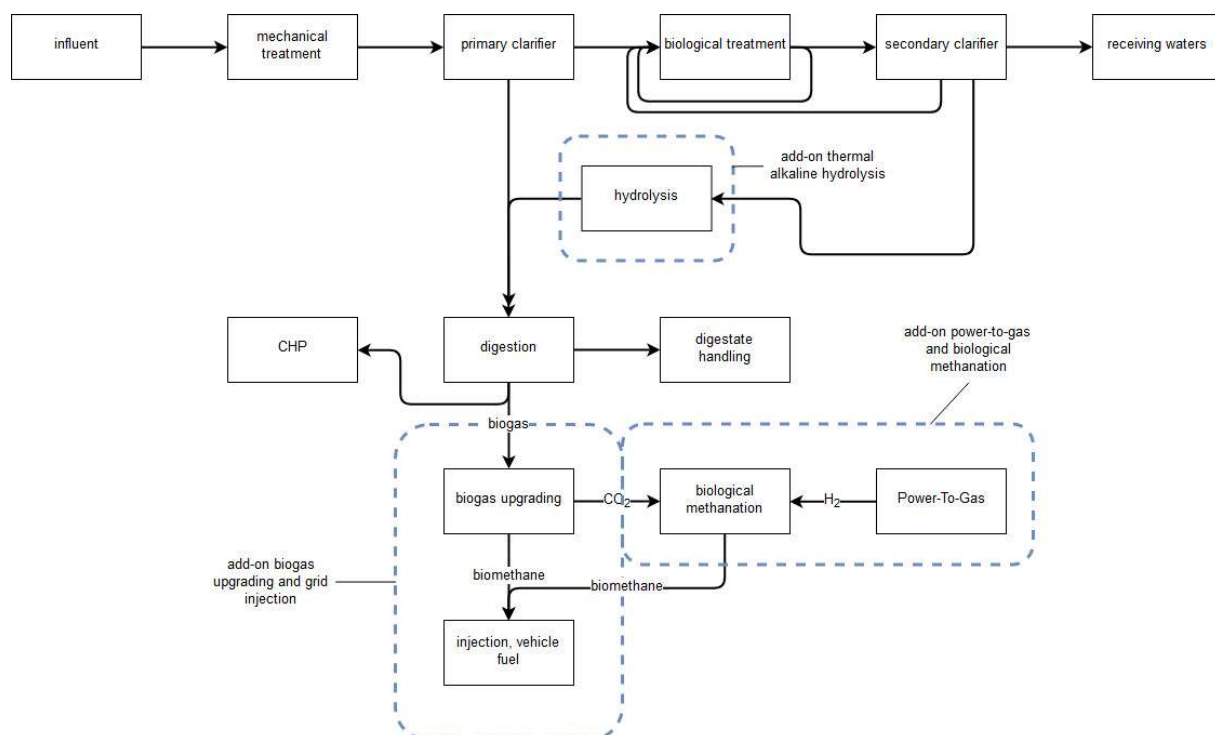 influent
mechanical
treatment
primary clarifier
biological treatment
secondary clarifier
receiving waters
add-on thermal
alkaline hydrolysis
hydrolysis
CHP
digestion
digestate
handling
add-on power-to-gas
and biological
methanation
biogas
biogas upgrading
CO₂
biological
methanation
H₂
Power-To-Gas
add-on biogas
upgrading and grid
injection
biomethane
biomethane
injection, vehicle
fuel